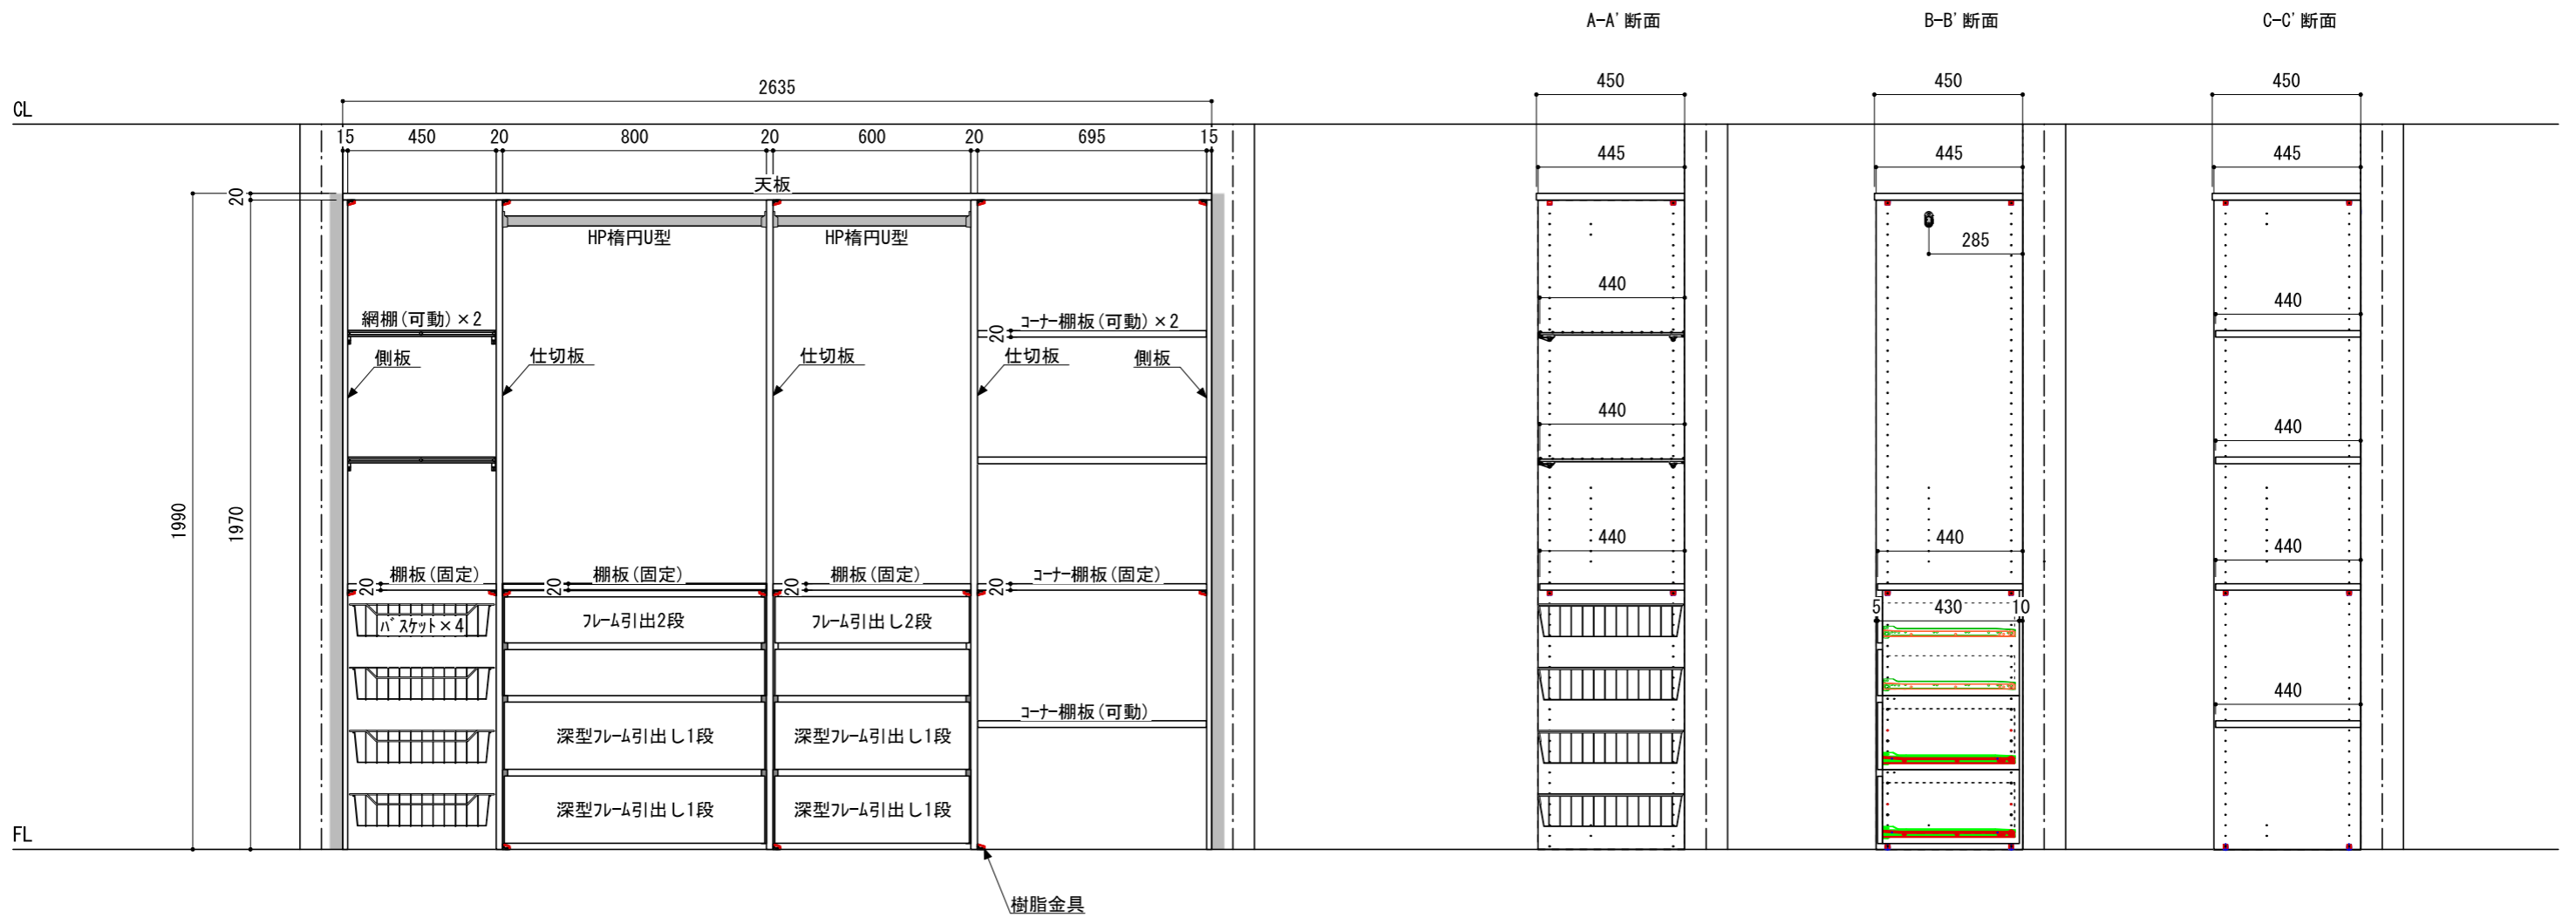 A-A'断面
B-B'断面
C-C'断面
2635
450
450
450
CL
15
450
20
800
20
600
20
695
15
445
445
445
天板
20
HP楕円U型
HP楕円U型
285
440
440
網棚(可動)×2
コーナー棚板(可動)×2
20
側板
仕切板
仕切板
仕切板
側板
440
440
1990
1970
440
440
440
棚板(固定)
棚板(固定)
棚板(固定)
コーナー棚板(固定)
20
20
20
20
5
430
10
バスケット×4
フレーム引出2段
フレーム引出し2段
440
コーナー棚板(可動)
深型フレーム引出し1段
深型フレーム引出し1段
深型フレーム引出し1段
深型フレーム引出し1段
FL
樹脂金具